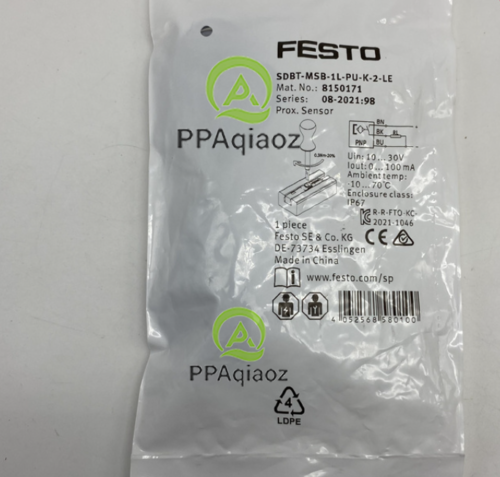 FESTO
SDBT-MSB-1L-PU-K-2-LE
Mat. No.: 8150171
Series: 08-2021:98
Prox. Sensor
PPAqiaoz
BN
BK
RL
PNP
BU
Uin: 10 ... 30V
Iout: 0 ... 100mA
Ambient temp:
-10 ... 70°C
Enclosure class:
IP67
R-R-FTO-KC-
2021-1046
1 piece
Festo SE & Co. KG
DE-73734 Esslingen
Made in China
CE
www.festo.com/sp
4 052568 580100
PPAqiaoz
4
LDPE